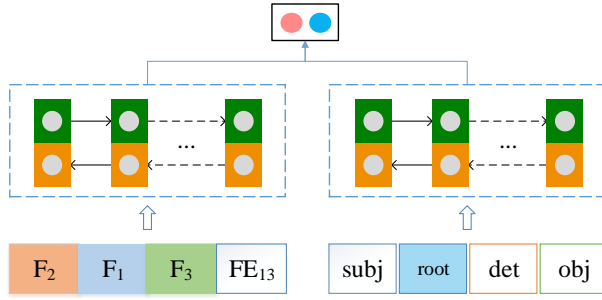 ... ...
F₂ F₁ F₃ FE₁₃ subj root det obj